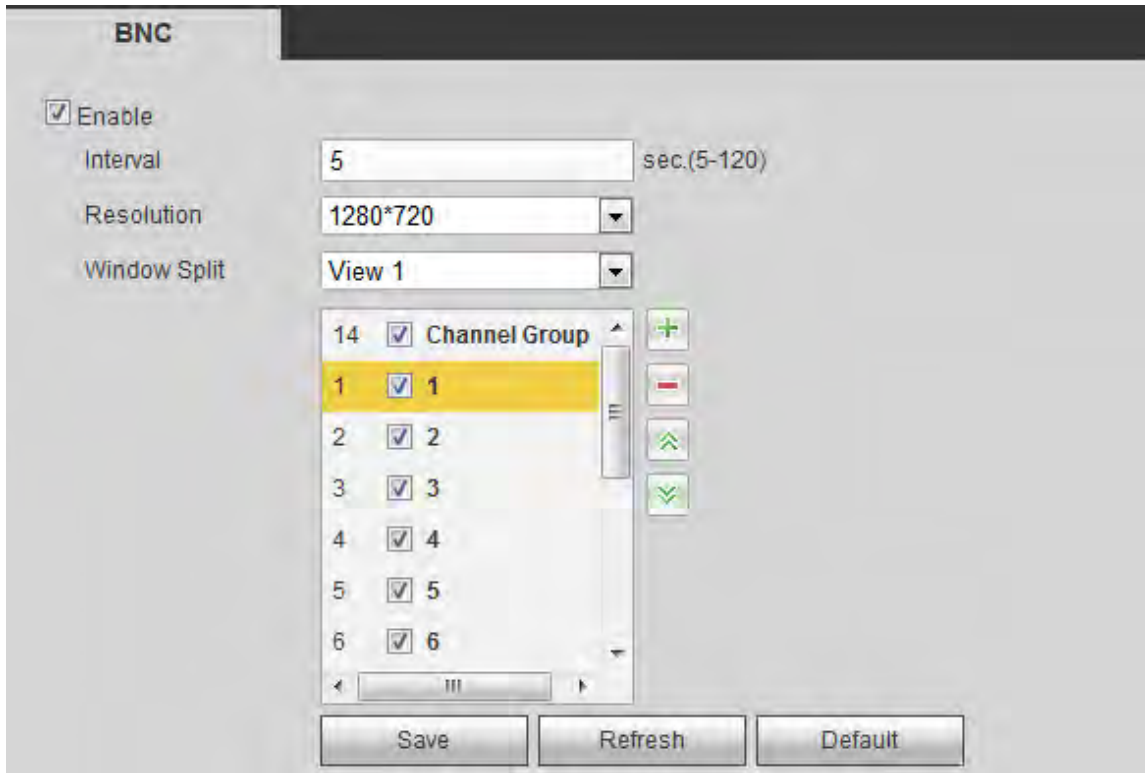 BNC
Enable
Interval 5 sec.(5-120)
Resolution 1280*720
Window Split View 1
14 Channel Group
1 1
2 2
3 3
4 4
5 5
6 6
Save Refresh Default